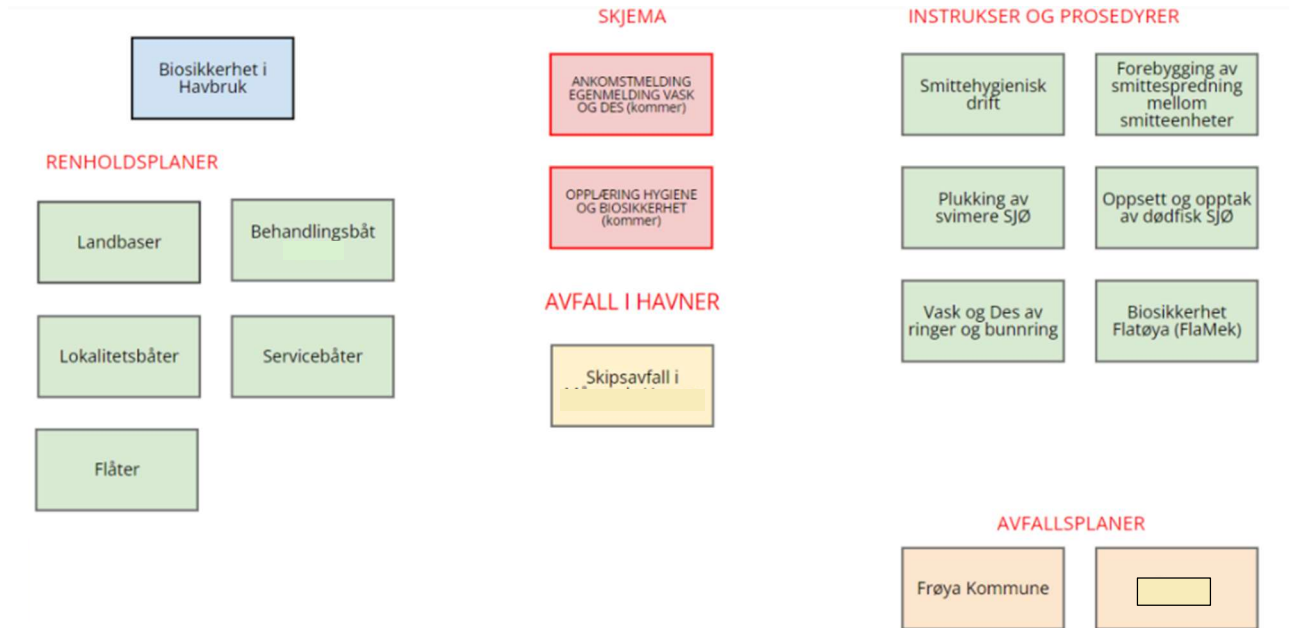 SKJEMA
INSTRUKSER OG PROSEDYRER
Biosikkerhet i
Havbruk
ANKOMSTMELDING
EGENMELDING VASK
OG DES (kommer)
Smittehygienisk
drift
Forebygging av
smittespredning
mellom
smitteenheter
RENHOLDSPLANER
OPPLÆRING HYGIENE
OG BIOSIKKERHET
(kommer)
Plukking av
svimere SJØ
Oppsett og opptak
av dødfisk SJØ
Landbaser
Behandlingsbåt
AVFALL I HAVNER
Vask og Des av
ringer og bunnring
Biosikkerhet
Flatøya (FlaMek)
Lokalitetsbåter
Servicebåter
Skipsavfall i
Flåter
AVFALLSPLANER
Frøya Kommune